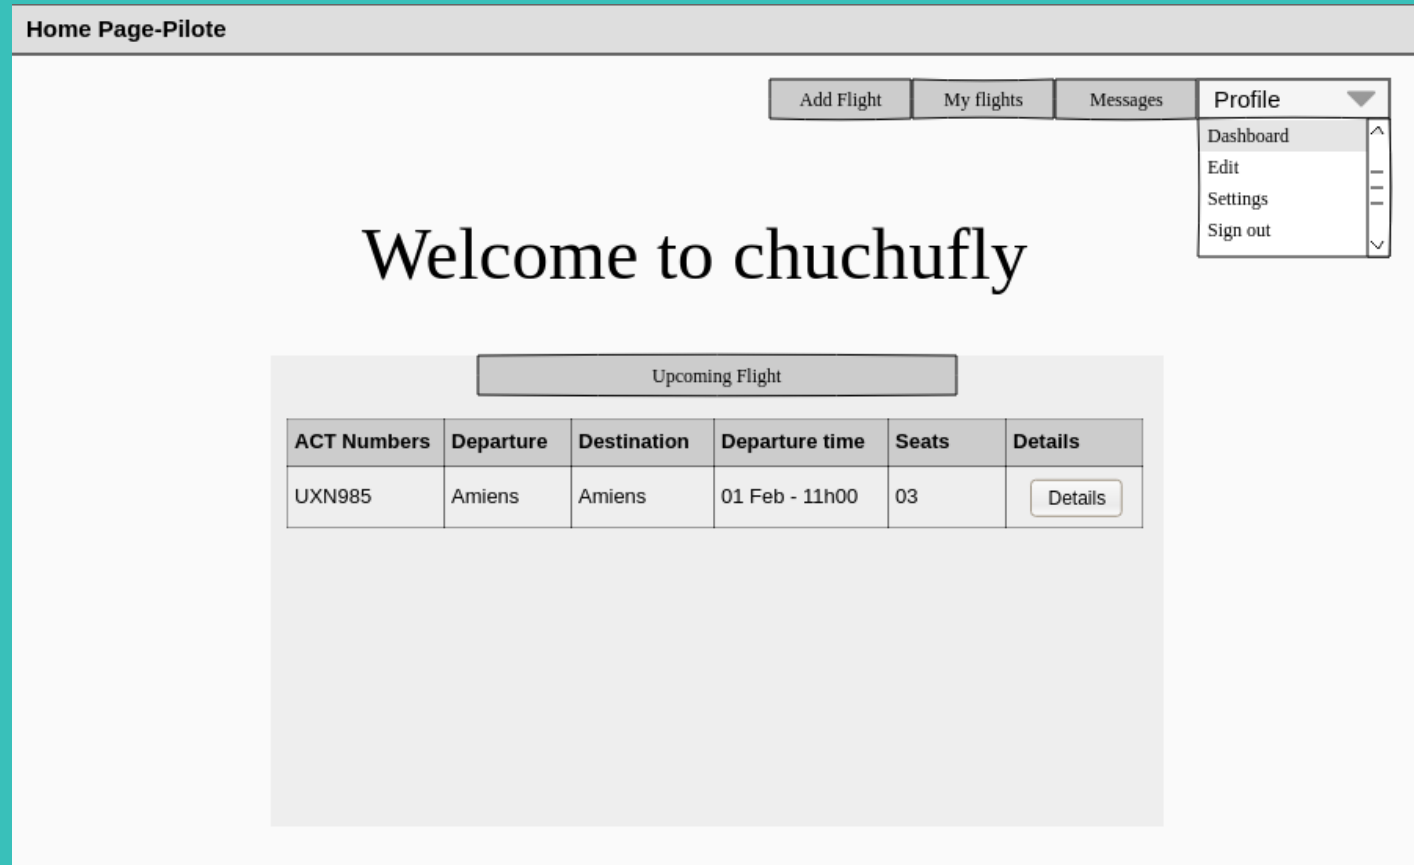 Home Page-Pilote
Add Flight My flights Messages Profile
Dashboard
Edit
Settings
Sign out
Welcome to chuchufly
Upcoming Flight
ACT Numbers Departure Destination Departure time Seats Details
UXN985 Amiens Amiens 01 Feb - 11h00 03 Details